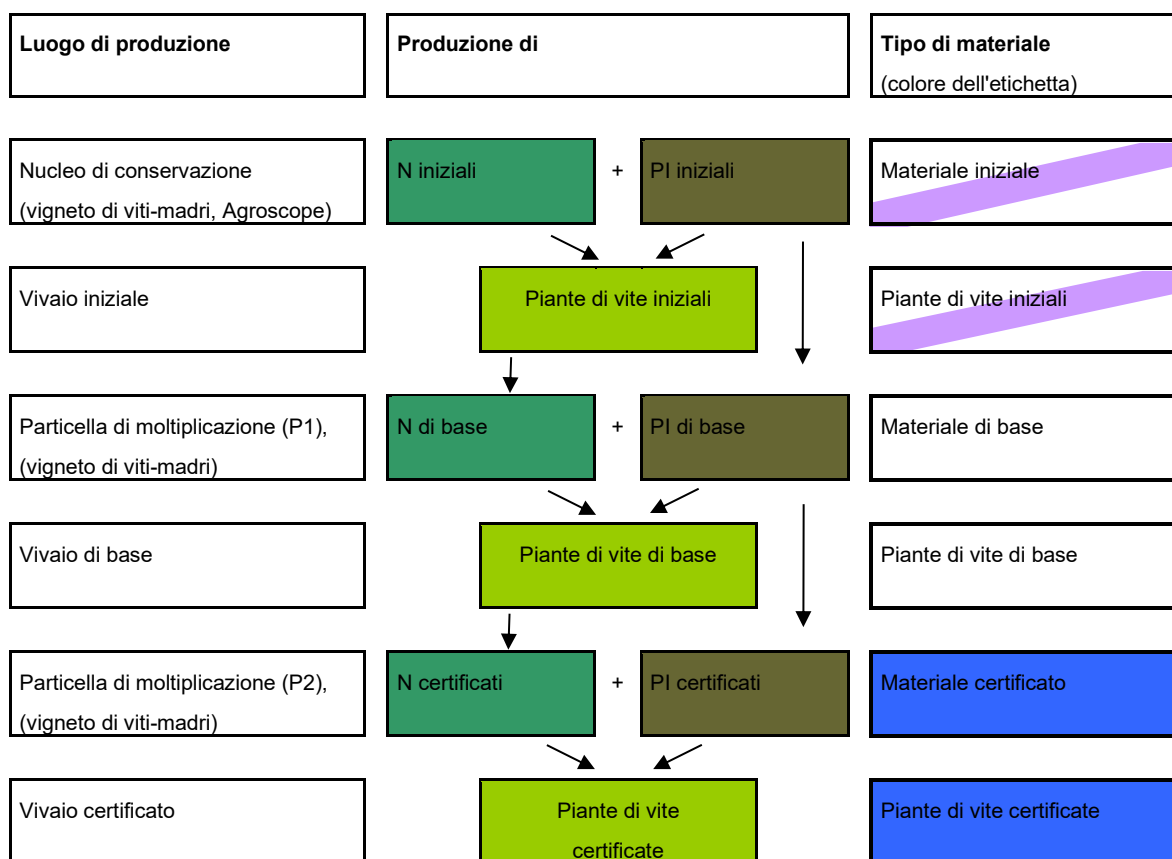 Luogo di produzione
Produzione di
Tipo di materiale
(colore dell'etichetta)
Nucleo di conservazione
(vigneto di viti-madri, Agroscope)
N iniziali
+
PI iniziali
Materiale iniziale
Vivaio iniziale
Piante di vite iniziali
Piante di vite iniziali
Particella di moltiplicazione (P1),
(vigneto di viti-madri)
N di base
+
PI di base
Materiale di base
Vivaio di base
Piante di vite di base
Piante di vite di base
Particella di moltiplicazione (P2),
(vigneto di viti-madri)
N certificati
+
PI certificati
Materiale certificato
Vivaio certificato
Piante di vite
certificate
Piante di vite certificate